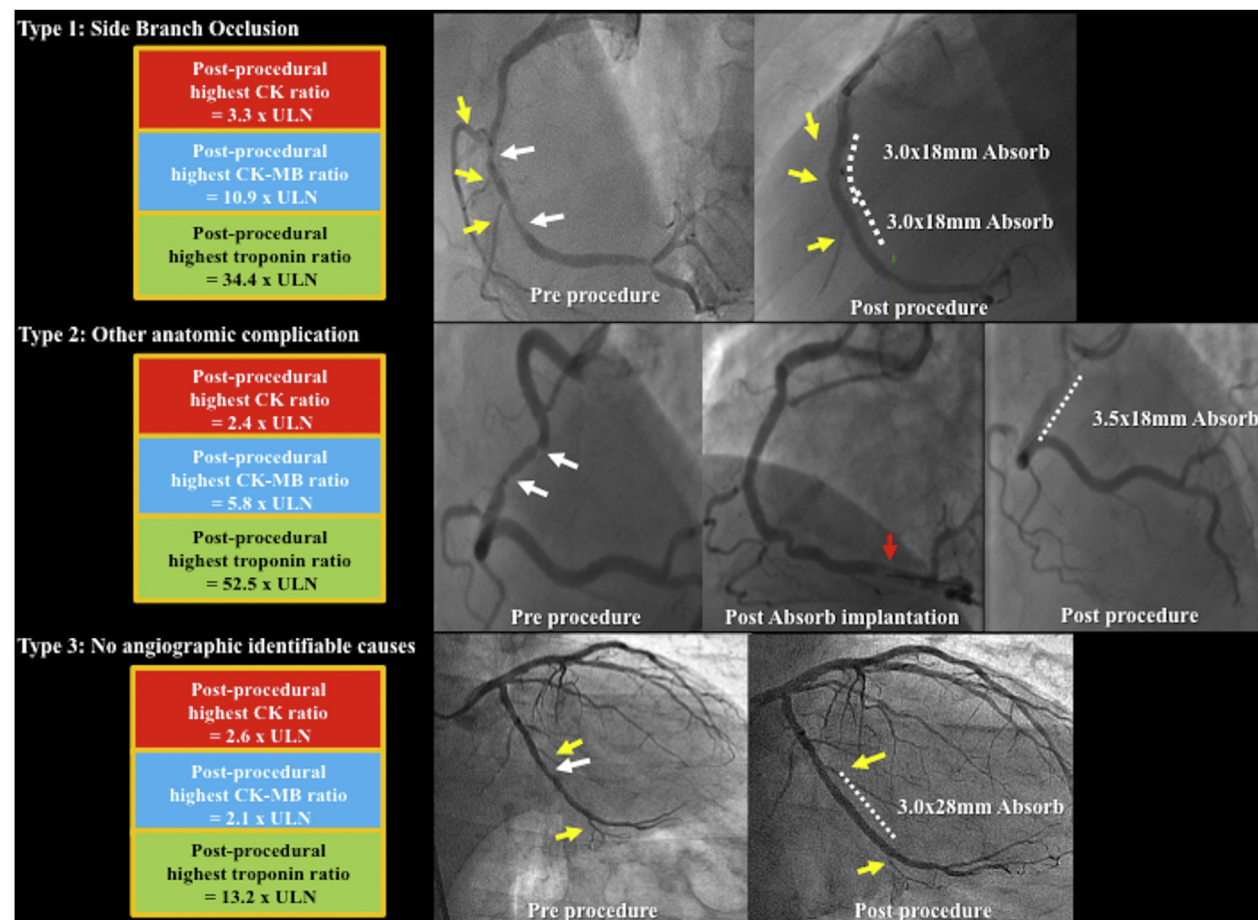 Type 1: Side Branch Occlusion
Post-procedural
highest CK ratio
= 3.3 x ULN
Post-procedural
highest CK-MB ratio
= 10.9 x ULN
Post-procedural
highest troponin ratio
= 34.4 x ULN
Pre procedure
3.0x18mm Absorb
3.0x18mm Absorb
Post procedure
Type 2: Other anatomic complication
Post-procedural
highest CK ratio
= 2.4 x ULN
Post-procedural
highest CK-MB ratio
= 5.8 x ULN
Post-procedural
highest troponin ratio
= 52.5 x ULN
Pre procedure
Post Absorb implantation
3.5x18mm Absorb
Post procedure
Type 3: No angiographic identifiable causes
Post-procedural
highest CK ratio
= 2.6 x ULN
Post-procedural
highest CK-MB ratio
= 2.1 x ULN
Post-procedural
highest troponin ratio
= 13.2 x ULN
Pre procedure
3.0x28mm Absorb
Post procedure